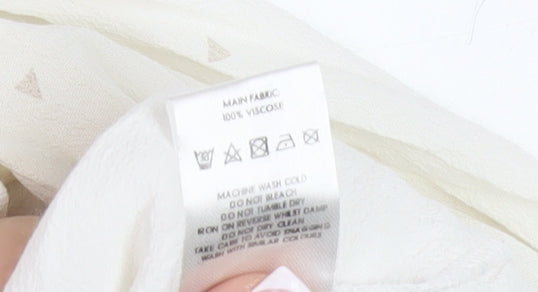 MAIN FABRIC
100% VISCOSE
MACHINE WASH COLD
DO NOT BLEACH
DO NOT TUMBLE DRY
IRON ON REVERSE WHILST DAMP
DO NOT DRY CLEAN
TAKE CARE TO AVOID SNAGGING
WASH WITH SIMILAR COLOURS